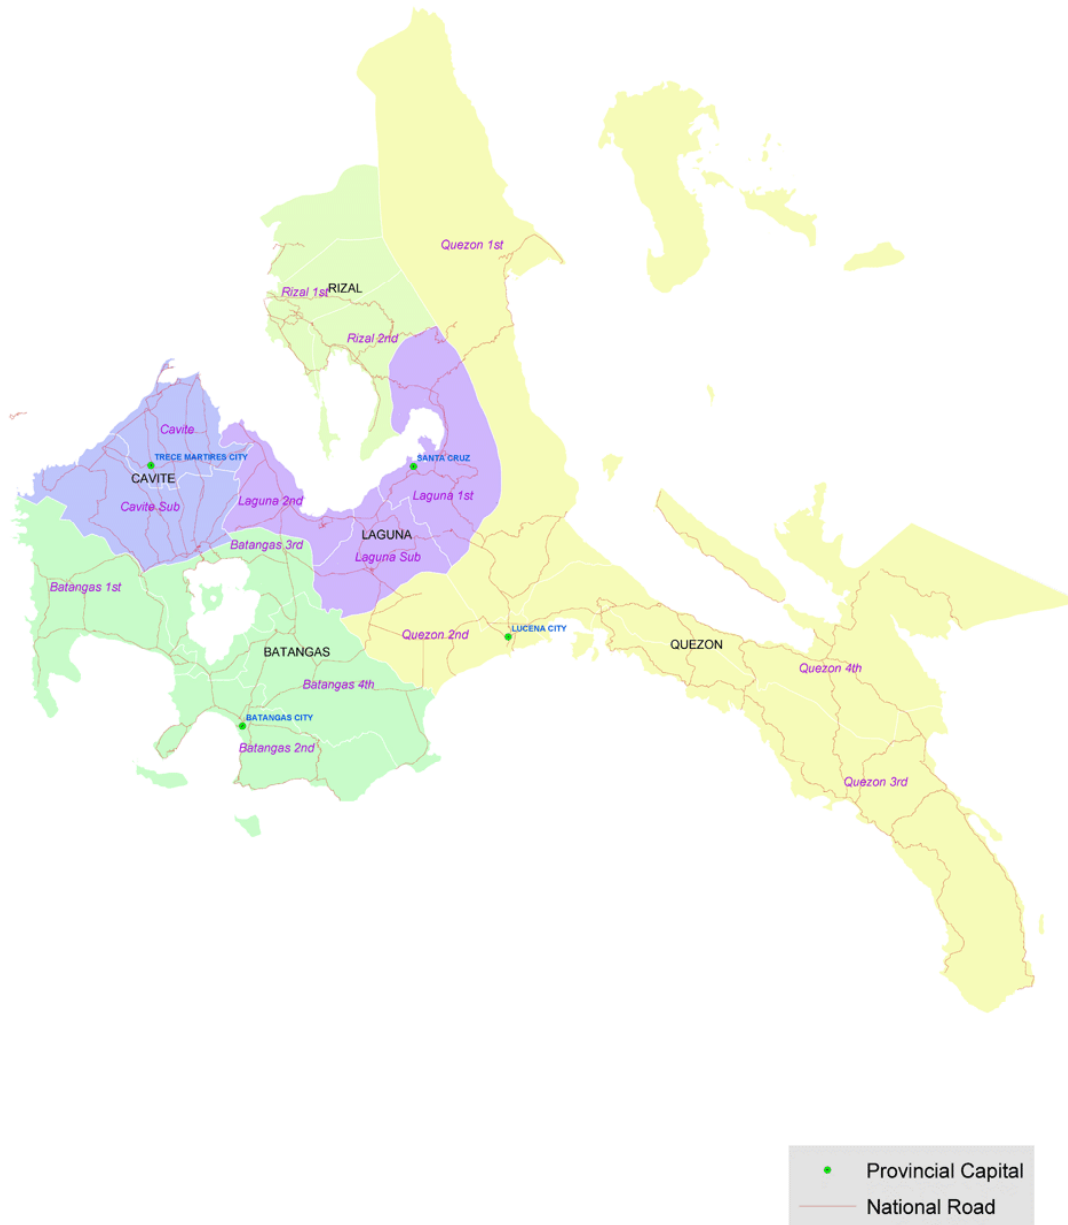 Quezon 1st
Rizal 1st
RIZAL
Rizal 2nd
Cavite
TRECE MARTIRES CITY
SANTA CRUZ
CAVITE
Laguna 1st
Laguna 2nd
Cavite Sub
LAGUNA
Batangas 3rd
Laguna Sub
Batangas 1st
LUCENA CITY
Quezon 2nd
QUEZON
BATANGAS
Quezon 4th
Batangas 4th
BATANGAS CITY
Batangas 2nd
Quezon 3rd
Provincial Capital
National Road